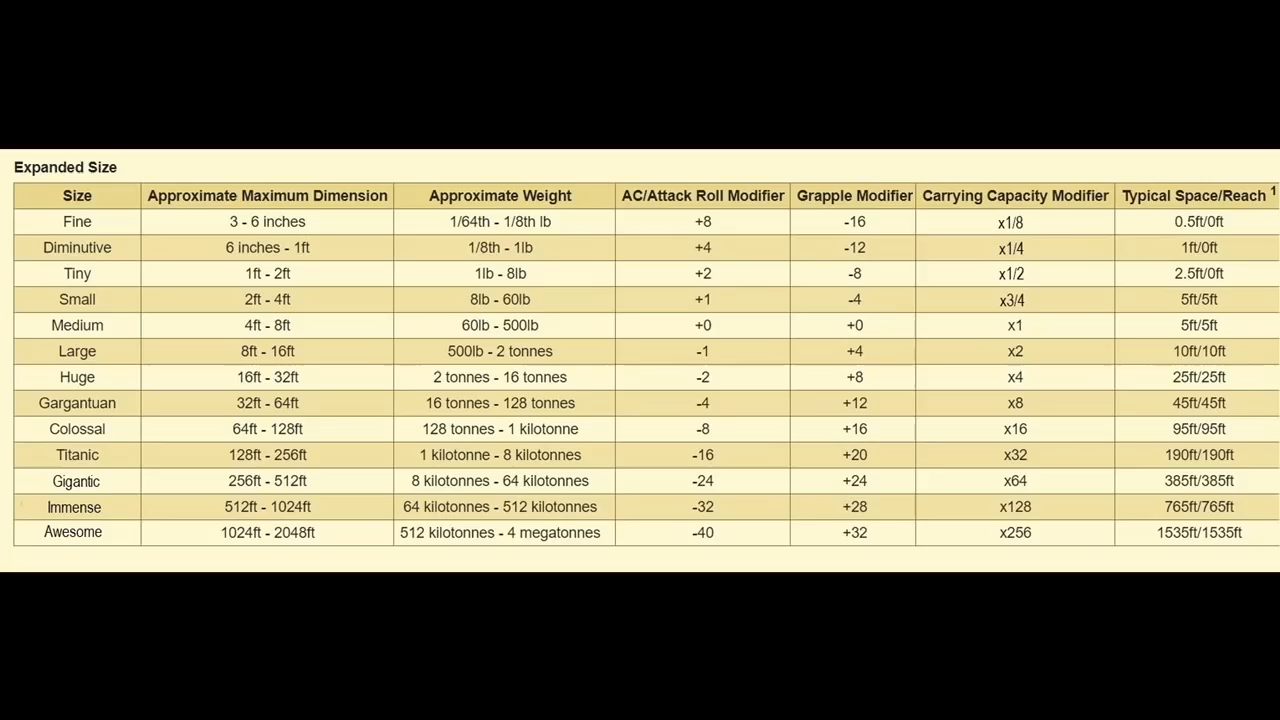 Expanded Size
Size Approximate Maximum Dimension Approximate Weight AC/Attack Roll Modifier Grapple Modifier Carrying Capacity Modifier Typical Space/Reach 1
Fine 3 - 6 inches 1/64th - 1/8th lb +8 -16 x1/8 0.5ft/0ft
Diminutive 6 inches - 1ft 1/8th - 1lb +4 -12 x1/4 1ft/0ft
Tiny 1ft - 2ft 1lb - 8lb +2 -8 x1/2 2.5ft/0ft
Small 2ft - 4ft 8lb - 60lb +1 -4 x3/4 5ft/5ft
Medium 4ft - 8ft 60lb - 500lb +0 +0 x1 5ft/5ft
Large 8ft - 16ft 500lb - 2 tonnes -1 +4 x2 10ft/10ft
Huge 16ft - 32ft 2 tonnes - 16 tonnes -2 +8 x4 25ft/25ft
Gargantuan 32ft - 64ft 16 tonnes - 128 tonnes -4 +12 x8 45ft/45ft
Colossal 64ft - 128ft 128 tonnes - 1 kilotonne -8 +16 x16 95ft/95ft
Titanic 128ft - 256ft 1 kilotonne - 8 kilotonnes -16 +20 x32 190ft/190ft
Gigantic 256ft - 512ft 8 kilotonnes - 64 kilotonnes -24 +24 x64 385ft/385ft
Immense 512ft - 1024ft 64 kilotonnes - 512 kilotonnes -32 +28 x128 765ft/765ft
Awesome 1024ft - 2048ft 512 kilotonnes - 4 megatonnes -40 +32 x256 1535ft/1535ft